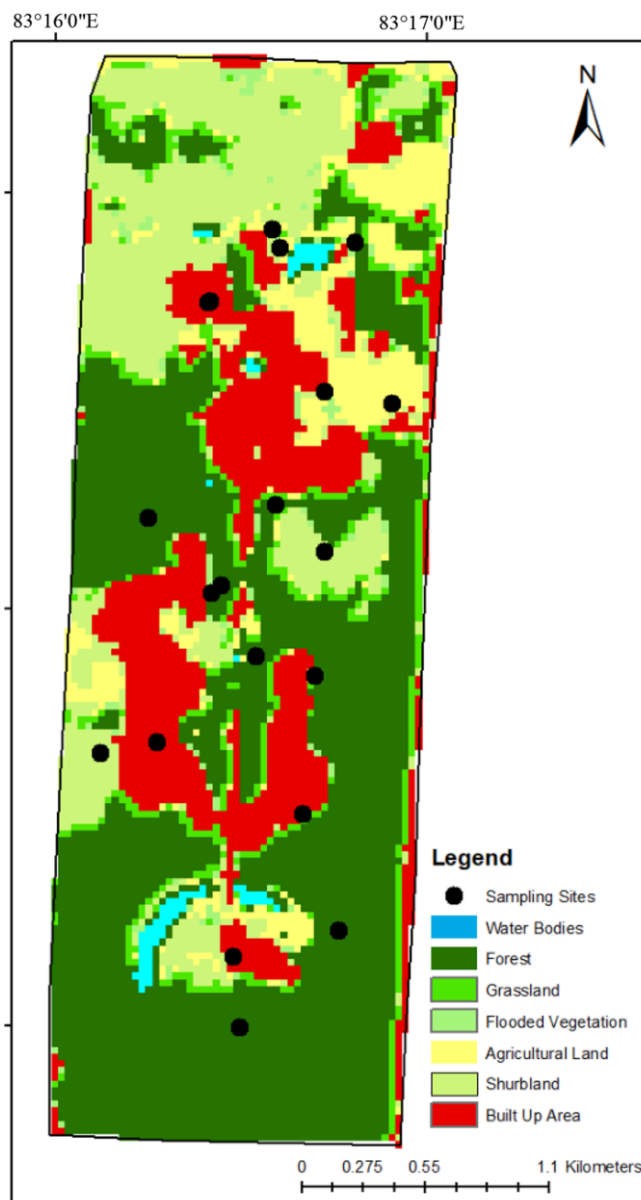 83°16'0"E 83°17'0"E
N
Legend
Sampling Sites
Water Bodies
Forest
Grassland
Flooded Vegetation
Agricultural Land
Shurbland
Built Up Area
0 0.275 0.55 1.1 Kilometers